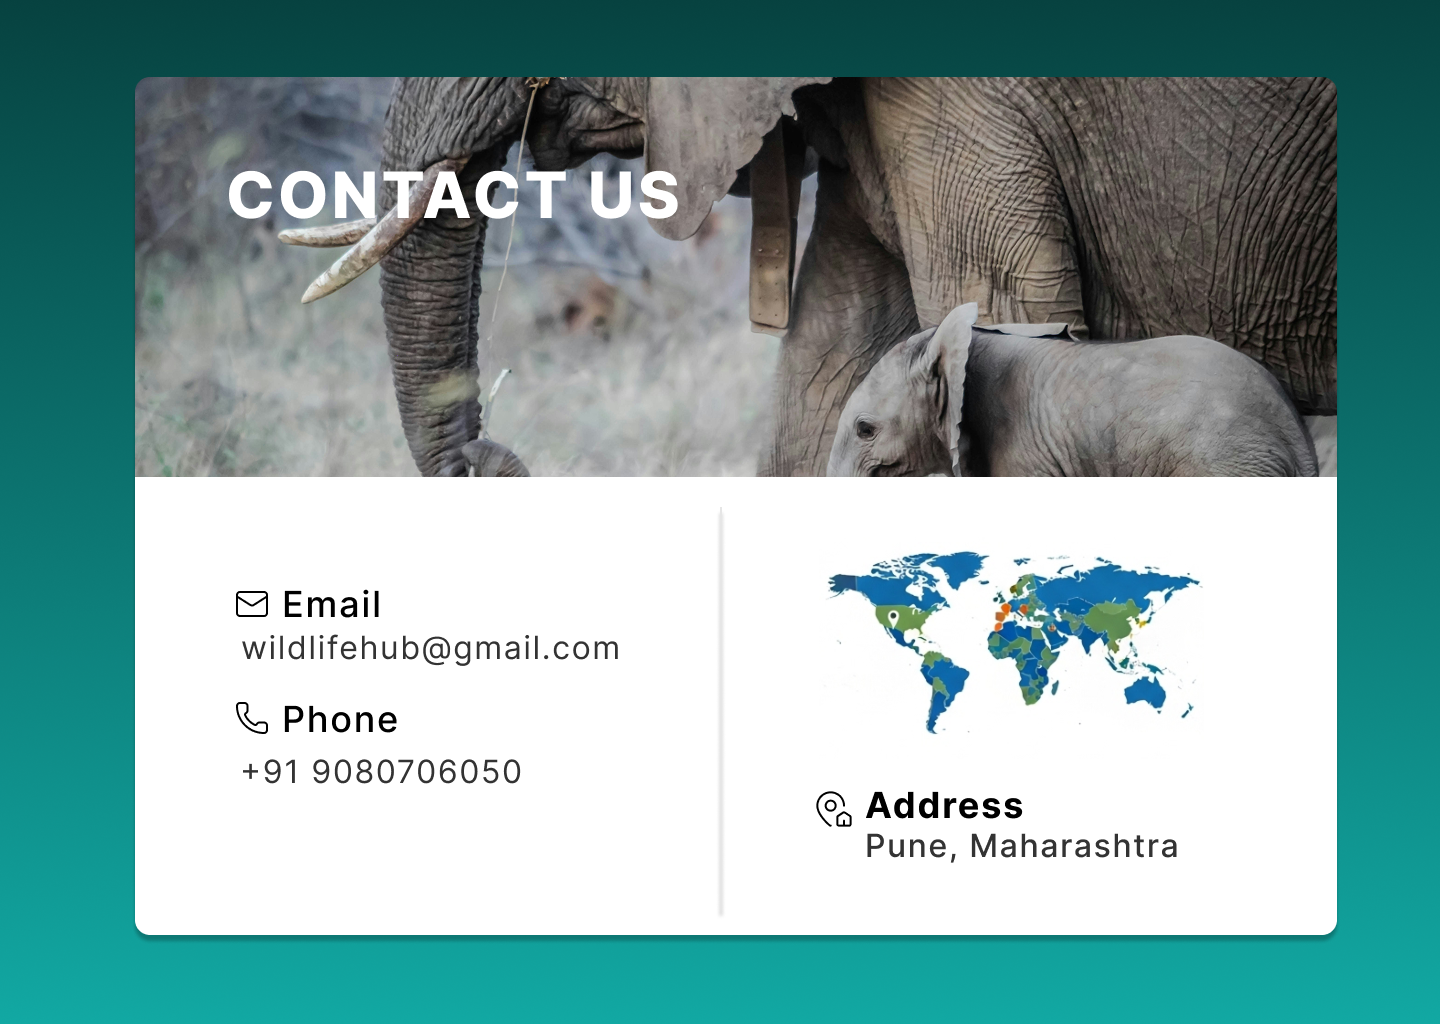 CONTACT US
Email
wildlifehub@gmail.com
Phone
+91 9080706050
Address
Pune, Maharashtra